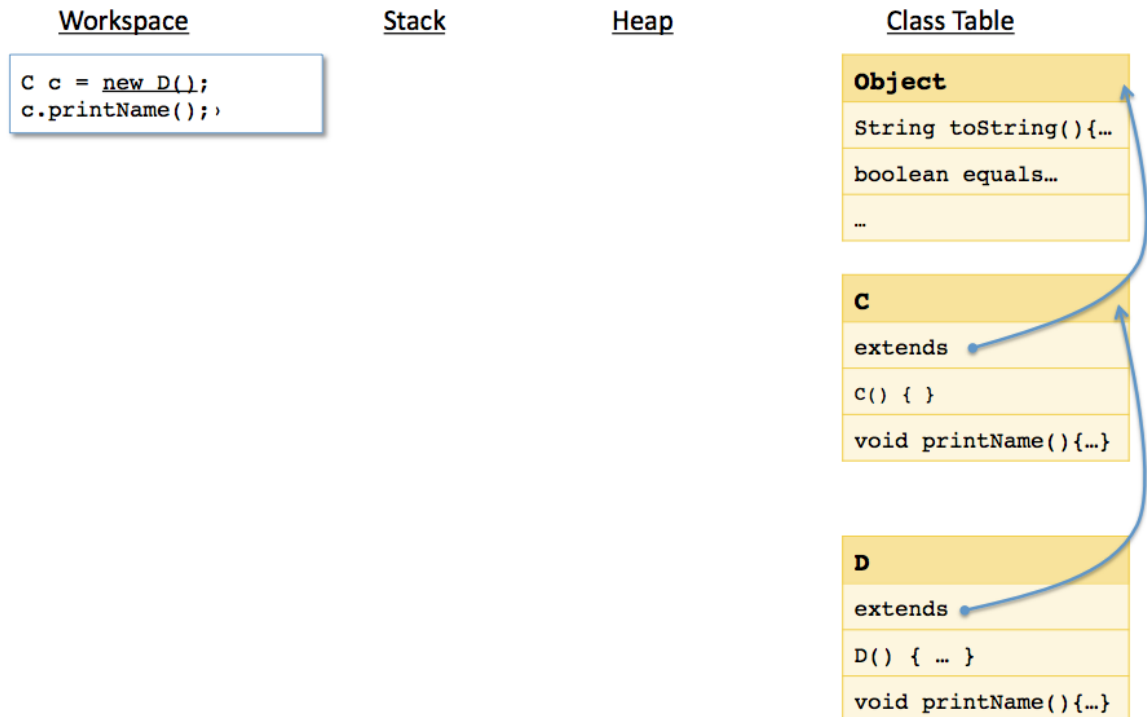 Workspace
Stack
Heap
Class Table
C c = new D();
c.printName();
Object
String toString(){…
boolean equals…
…
C
extends
C() { }
void printName(){…}
D
extends
D() { … }
void printName(){…}